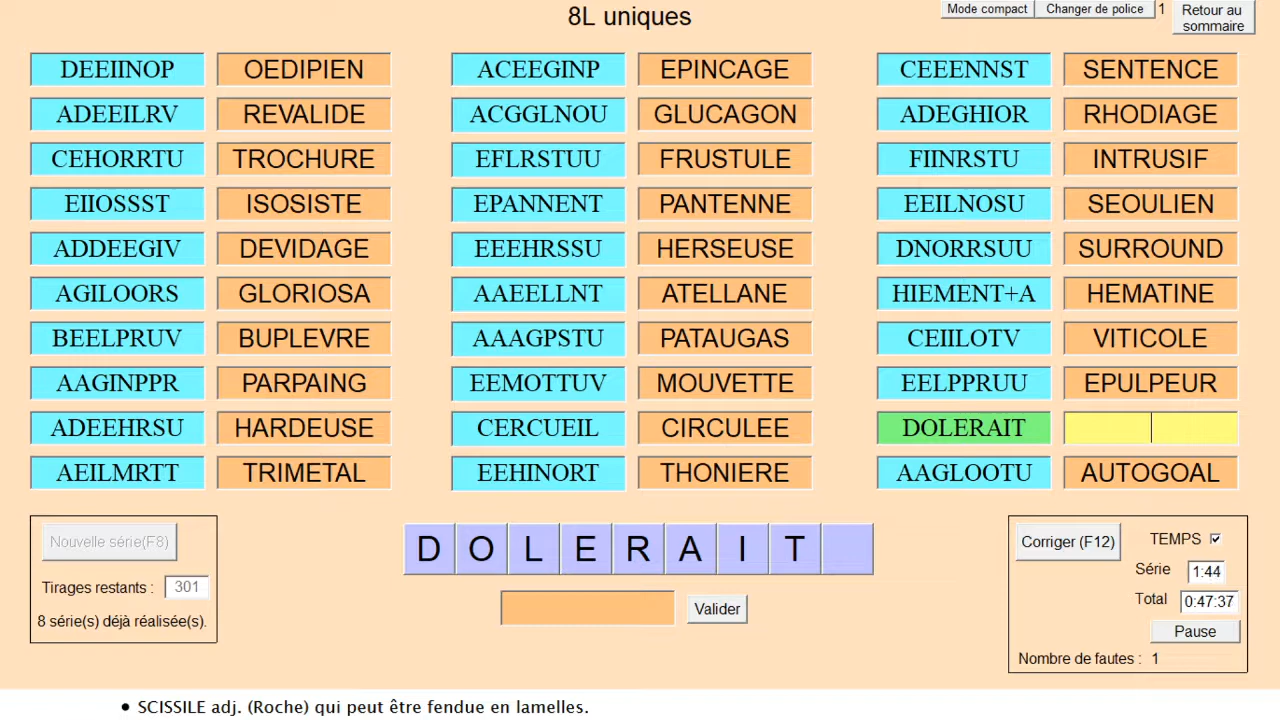 8L uniques
Mode compact Changer de police 1 Retour au sommaire
DEEIINOP OEDIPIEN ACEEGINP EPINCAGE CEEENNST SENTENCE
ADEEILRV REVALIDE ACGGLNOU GLUCAGON ADEGHIOR RHODIAGE
CEHORRTU TROCHURE EFLRSTUU FRUSTULE FIINRSTU INTRUSIF
EIIOSSST ISOSISTE EPANNENT PANTENNE EEILNOSU SEOULIEN
ADDEEGIV DEVIDAGE EEEHRSSU HERSEUSE DNORRSUU SURROUND
AGILOORS GLORIOSA AAEELLNT ATELLANE HIEMENT+A HEMATINE
BEELPRUV BUPLEVRE AAAGPSTU PATAUGAS CEIILOTV VITICOLE
AAGINPPR PARPAING EEMOTTUV MOUVETTE EELPPRUU EPULPEUR
ADEEHRSU HARDEUSE CERCUEIL CIRCULEE DOLERAIT
AEILMRTT TRIMETAL EEHINORT THONIERE AAGLOOTU AUTOGOAL
Nouvelle série(F8)
Tirages restants : 301
8 série(s) déjà réalisée(s).
D O L E R A I T
Valider
Corriger (F12) TEMPS
Série 1:44
Total 0:47:37
Pause
Nombre de fautes : 1
• SCISSILE adj. (Roche) qui peut être fendue en lamelles.